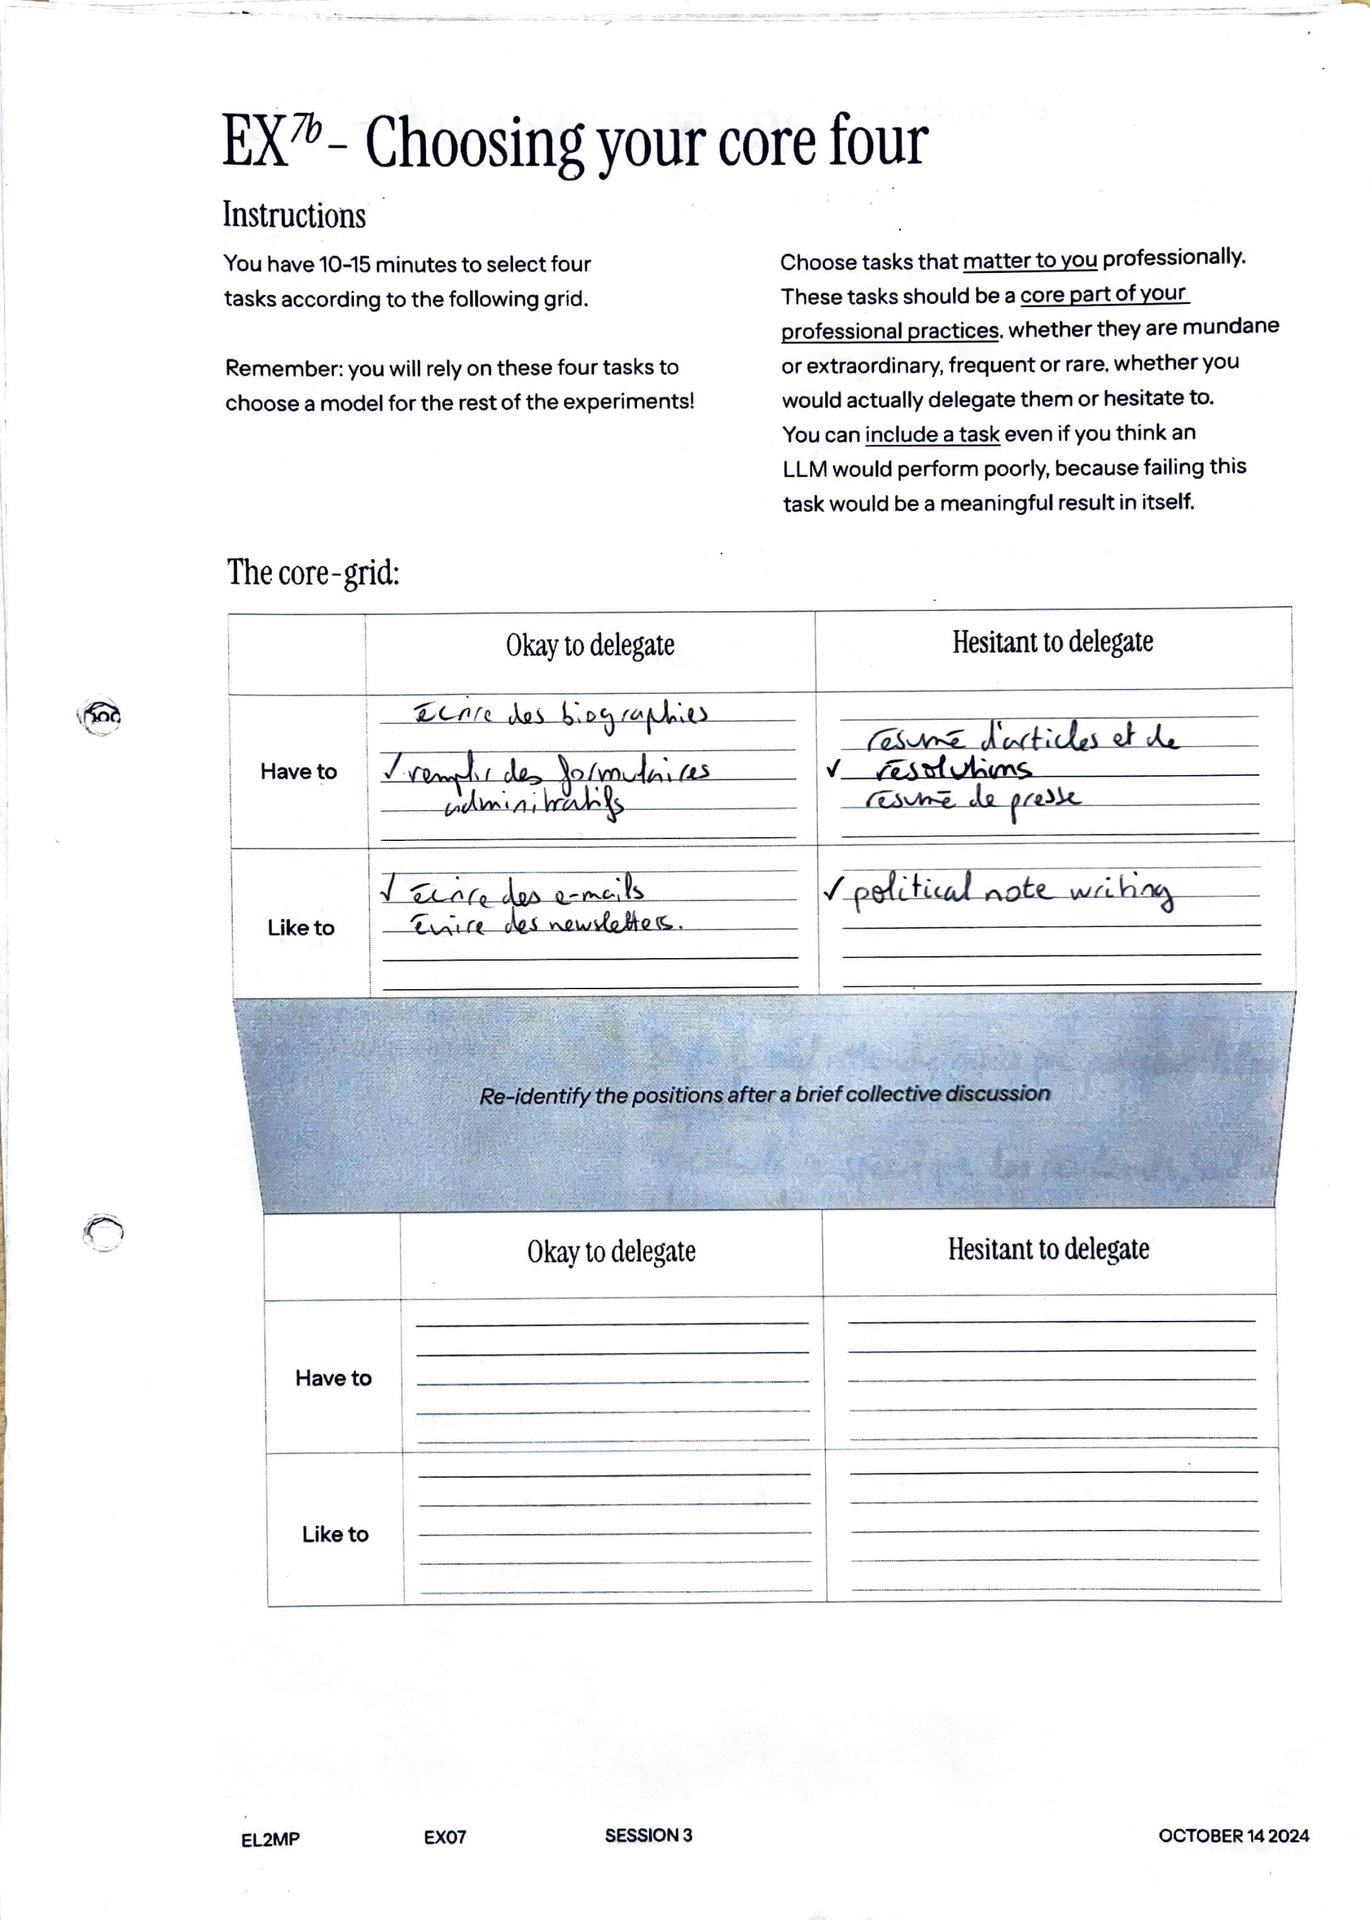 EX7b - Choosing your core four
Instructions
You have 10-15 minutes to select four
tasks according to the following grid.
Remember: you will rely on these four tasks to
choose a model for the rest of the experiments!
Choose tasks that matter to you professionally.
These tasks should be a core part of your
professional practices, whether they are mundane
or extraordinary, frequent or rare, whether you
would actually delegate them or hesitate to.
You can include a task even if you think an
LLM would perform poorly, because failing this
task would be a meaningful result in itself.
The core-grid:
Okay to delegate
Hesitant to delegate
Have to
écrire des biographies
✓ remplir des formulaires
adminitratifs
résumé d'articles et de
✓ résolutions
résumé de presse
Like to
✓ écrire des e-mails
Écrire des newsletters.
✓ political note writing
Re-identify the positions after a brief collective discussion
Okay to delegate
Hesitant to delegate
Have to
Like to
EL2MP
EX07
SESSION 3
OCTOBER 14 2024